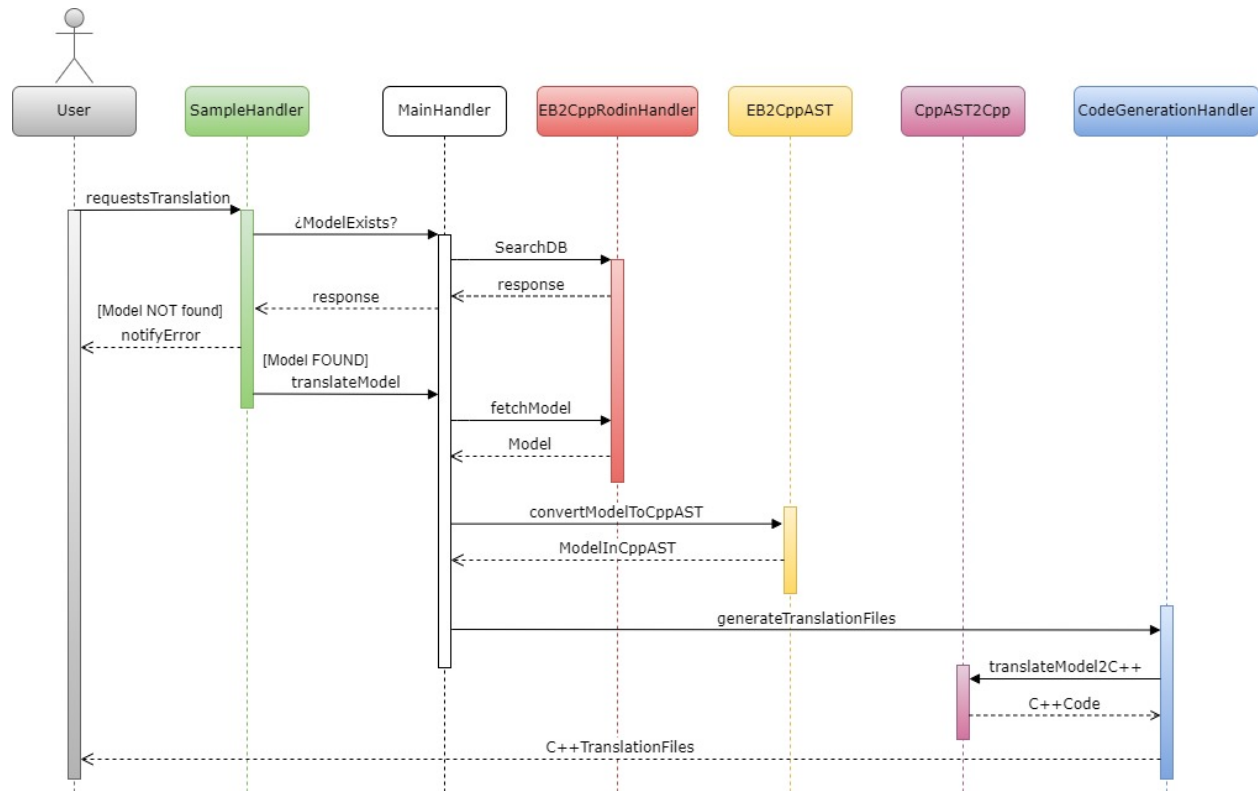 User
SampleHandler
MainHandler
EB2CppRodinHandler
EB2CppAST
CppAST2Cpp
CodeGenerationHandler
requestsTranslation
¿ModelExists?
SearchDB
response
response
[Model NOT found]
notifyError
[Model FOUND]
translateModel
fetchModel
Model
convertModelToCppAST
ModelInCppAST
generateTranslationFiles
translateModel2C++
C++Code
C++TranslationFiles